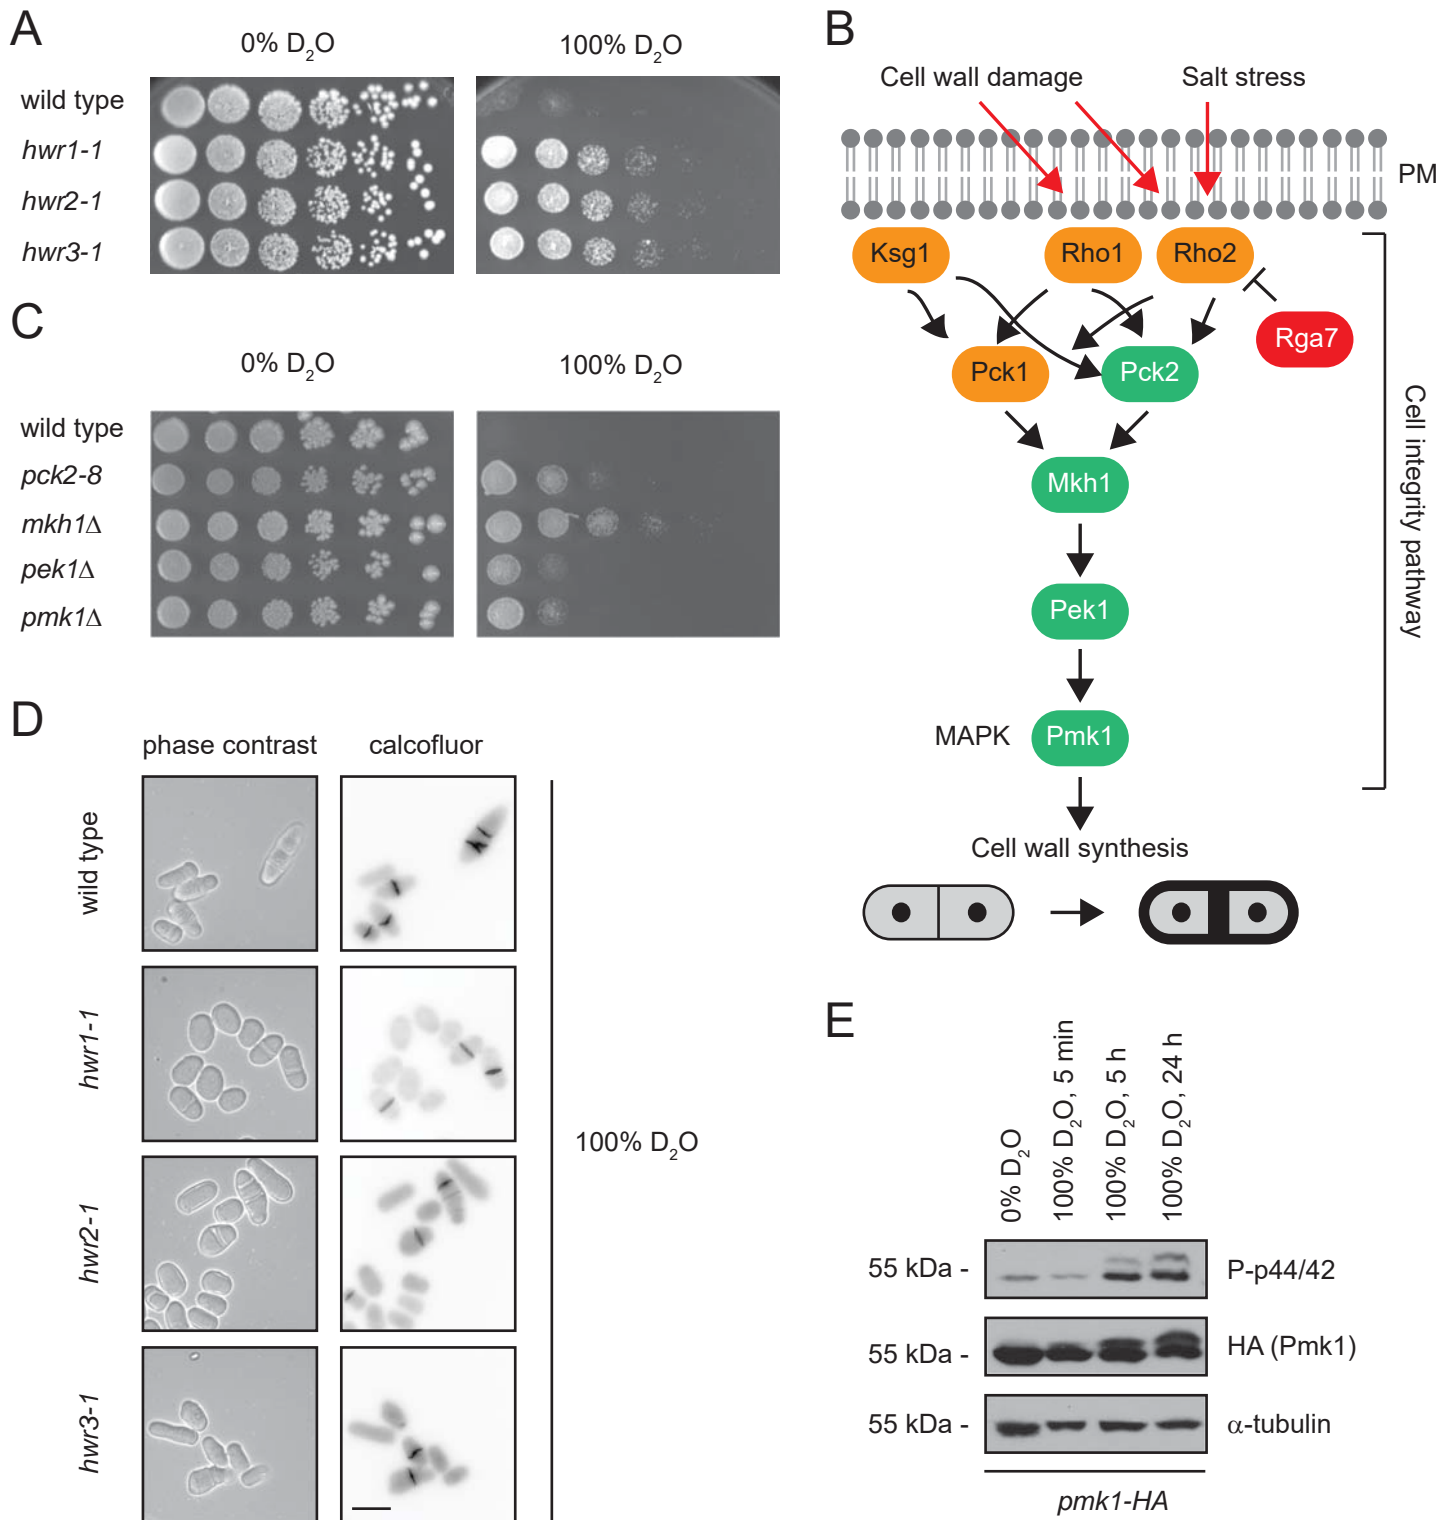 A
0% D₂O
100% D₂O
wild type
hwr1-1
hwr2-1
hwr3-1
B
Cell wall damage
Salt stress
PM
Ksg1
Rho1
Rho2
Rga7
Pck1
Pck2
Mkh1
Pek1
MAPK
Pmk1
Cell integrity pathway
Cell wall synthesis
C
0% D₂O
100% D₂O
wild type
pck2-8
mkh1Δ
pek1Δ
pmk1Δ
D
phase contrast
calcofluor
wild type
hwr1-1
hwr2-1
hwr3-1
100% D₂O
E
0% D₂O
100% D₂O, 5 min
100% D₂O, 5 h
100% D₂O, 24 h
55 kDa -
P-p44/42
55 kDa -
HA (Pmk1)
55 kDa -
α-tubulin
pmk1-HA